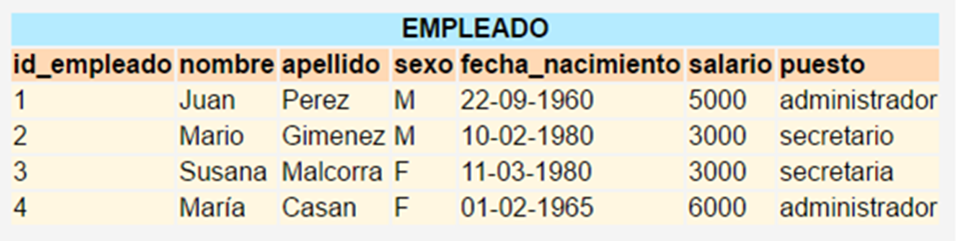 EMPLEADO
id_empleado nombre apellido sexo fecha_nacimiento salario puesto
1 Juan Perez M 22-09-1960 5000 administrador
2 Mario Gimenez M 10-02-1980 3000 secretario
3 Susana Malcorra F 11-03-1980 3000 secretaria
4 María Casan F 01-02-1965 6000 administrador